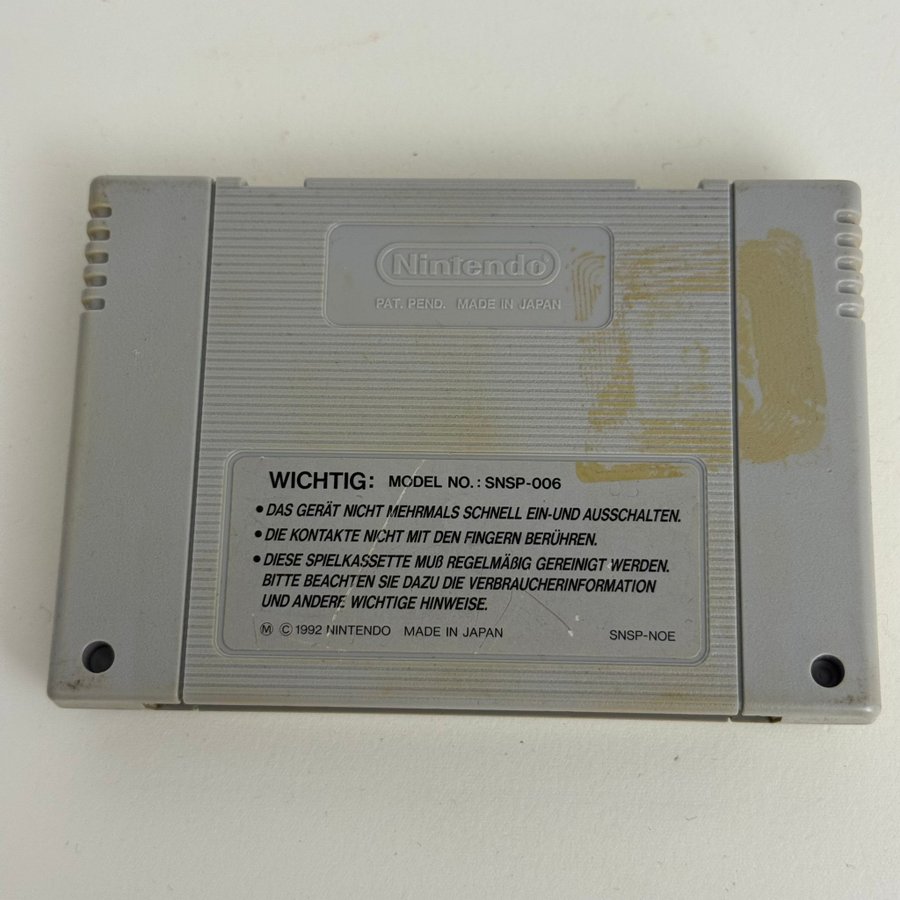 Nintendo®
PAT. PEND. MADE IN JAPAN
WICHTIG: MODEL NO.: SNSP-006
• DAS GERÄT NICHT MEHRMALS SCHNELL EIN-UND AUSSCHALTEN.
• DIE KONTAKTE NICHT MIT DEN FINGERN BERÜHREN.
• DIESE SPIELKASSETTE MUß REGELMÄßIG GEREINIGT WERDEN.
BITTE BEACHTEN SIE DAZU DIE VERBRAUCHERINFORMATION
UND ANDERE WICHTIGE HINWEISE.
Ⓜ © 1992 NINTENDO MADE IN JAPAN SNSP-NOE